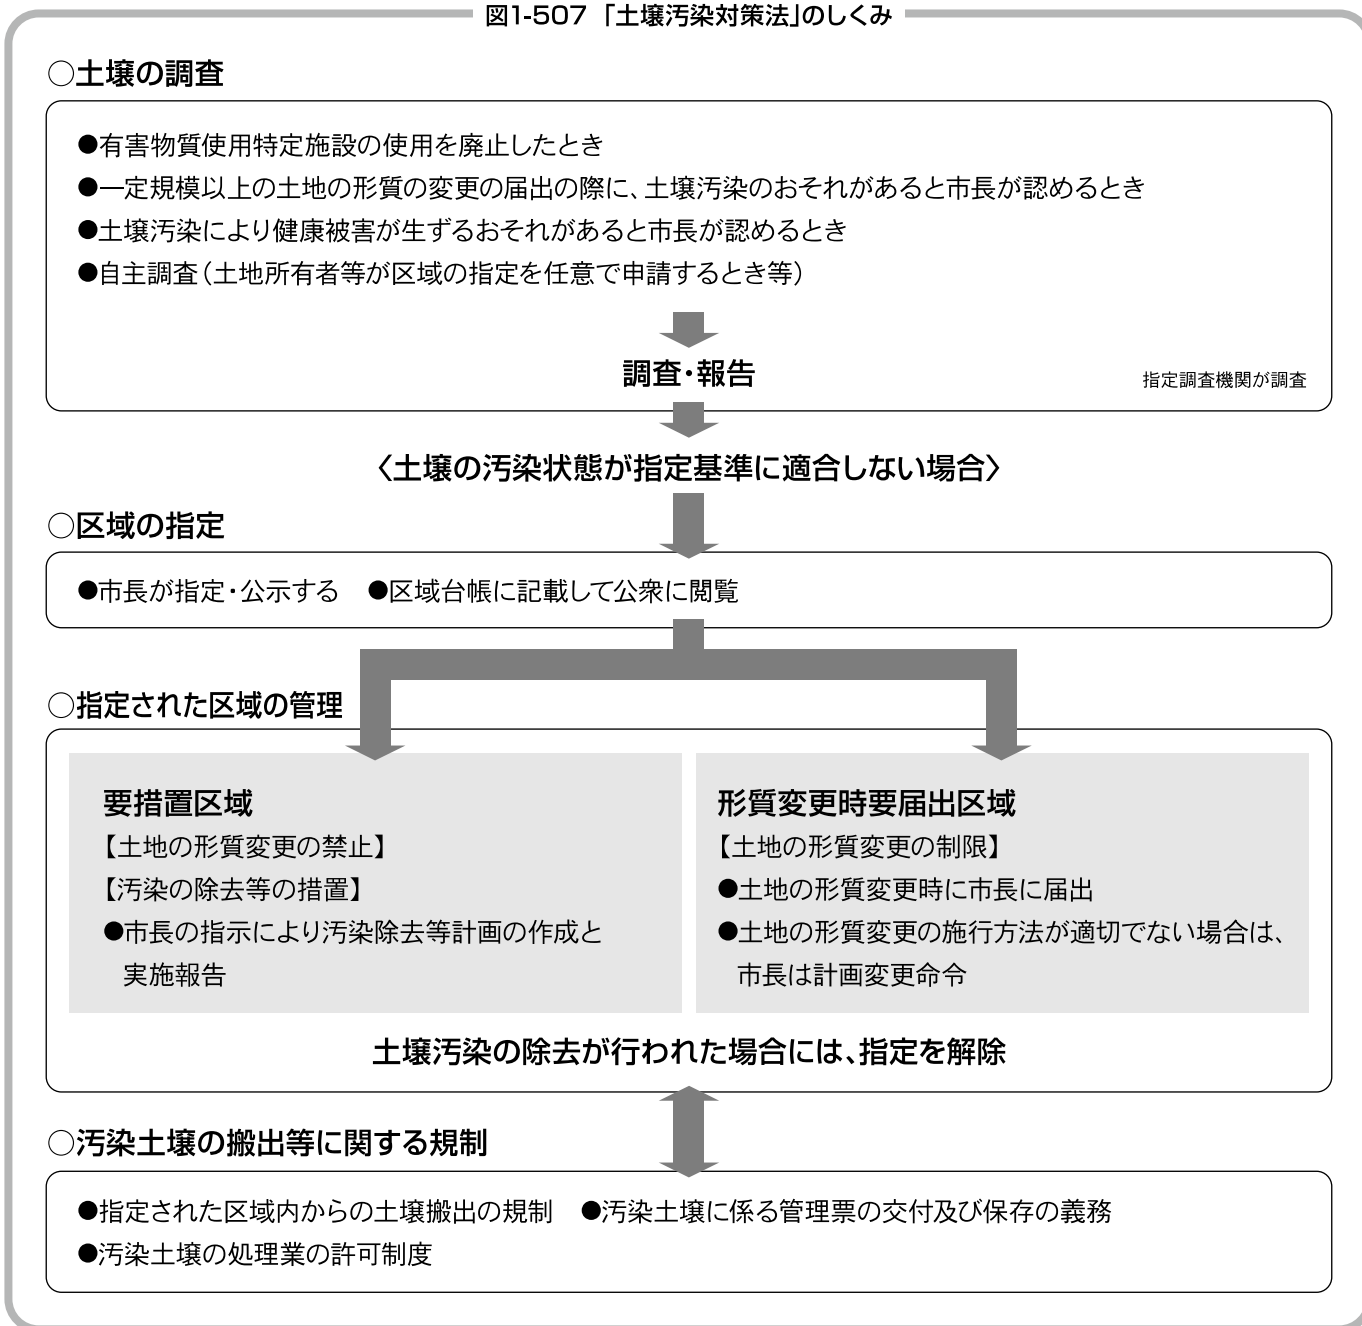 図1-507 「土壌汚染対策法」のしくみ
○土壌の調査
●有害物質使用特定施設の使用を廃止したとき
●一定規模以上の土地の形質の変更の届出の際に、土壌汚染のおそれがあると市長が認めるとき
●土壌汚染により健康被害が生ずるおそれがあると市長が認めるとき
●自主調査（土地所有者等が区域の指定を任意で申請するとき等）
調査・報告
指定調査機関が調査
〈土壌の汚染状態が指定基準に適合しない場合〉
○区域の指定
●市長が指定・公示する ●区域台帳に記載して公衆に閲覧
○指定された区域の管理
要措置区域
【土地の形質変更の禁止】
【汚染の除去等の措置】
●市長の指示により汚染除去等計画の作成と
実施報告
形質変更時要届出区域
【土地の形質変更の制限】
●土地の形質変更時に市長に届出
●土地の形質変更の施行方法が適切でない場合は、
市長は計画変更命令
土壌汚染の除去が行われた場合には、指定を解除
○汚染土壌の搬出等に関する規制
●指定された区域内からの土壌搬出の規制 ●汚染土壌に係る管理票の交付及び保存の義務
●汚染土壌の処理業の許可制度